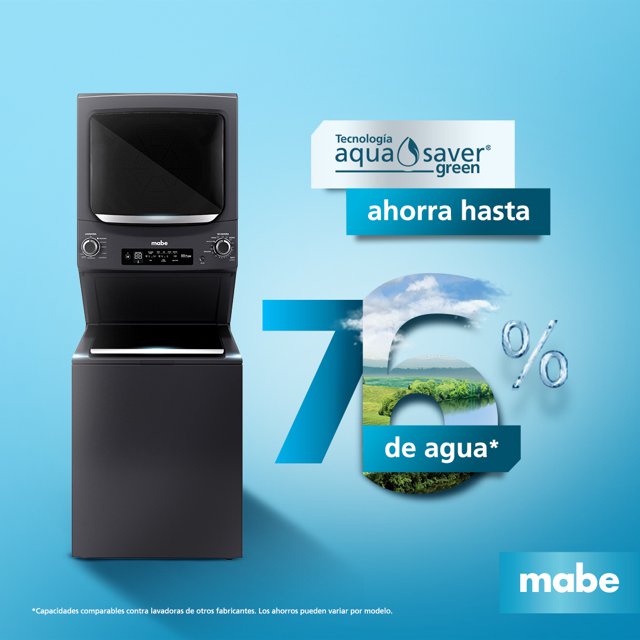 Tecnología
aqua saver®
green
ahorra hasta
76%
de agua*
mabe
mabe
*Capacidades comparables contra lavadoras de otros fabricantes. Los ahorros pueden variar por modelo.